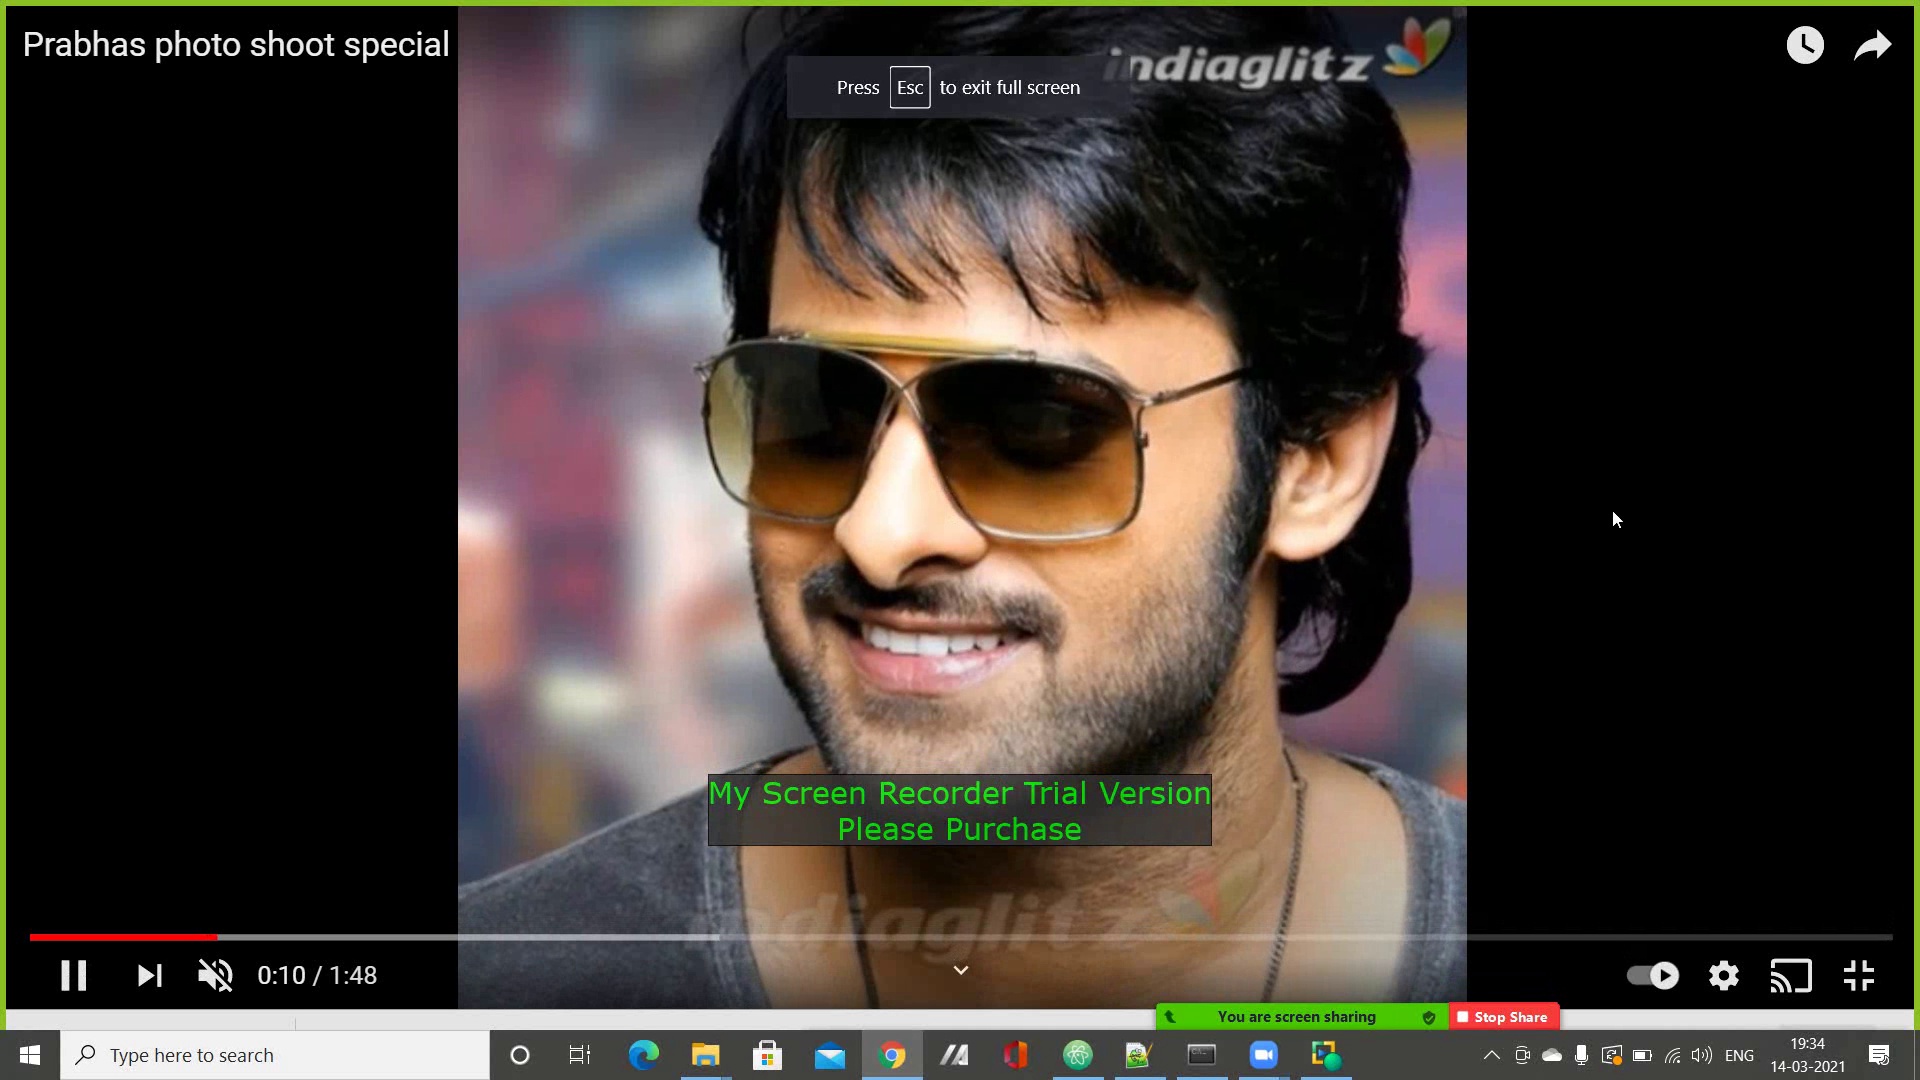 Prabhas photo shoot special
indiaglitz
Press Esc to exit full screen
My Screen Recorder Trial Version
Please Purchase
indiaglitz
0:10 / 1:48
You are screen sharing
Stop Share
Type here to search
ENG
19:34
14-03-2021